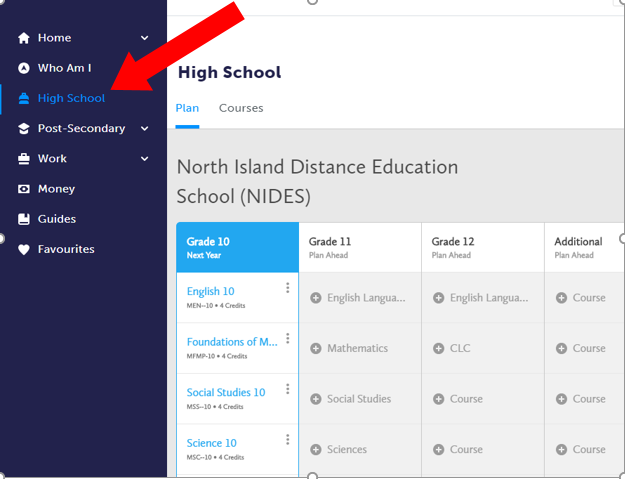 Home
Who Am I
High School
Post-Secondary
Work
Money
Guides
Favourites
High School
Plan Courses
North Island Distance Education
School (NIDES)
Grade 10 Grade 11 Grade 12 Additional
Next Year Plan Ahead Plan Ahead Plan Ahead
English 10 English Langua... English Langua... Course
MEN--10 • 4 Credits
Foundations of M... Mathematics CLC Course
MFMP-10 • 4 Credits
Social Studies 10 Social Studies Course Course
MSS--10 • 4 Credits
Science 10 Sciences Course Course
MSC--10 • 4 Credits